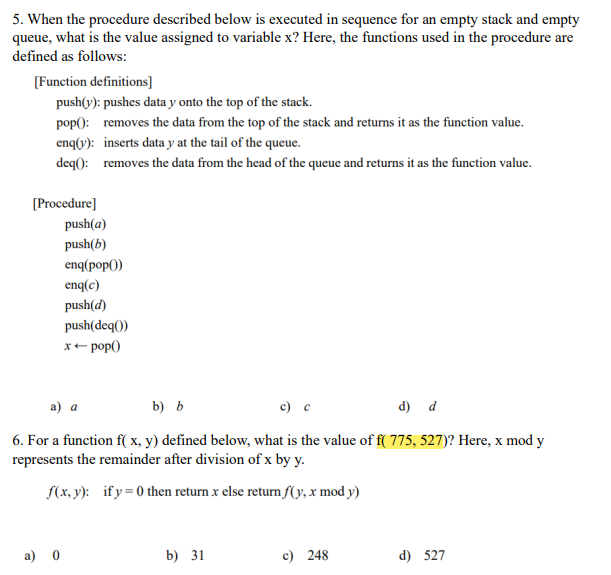 5. When the procedure described below is executed in sequence for an empty stack and empty
queue, what is the value assigned to variable x? Here, the functions used in the procedure are
defined as follows:
[Function definitions]
push(y): pushes data y onto the top of the stack.
pop(): removes the data from the top of the stack and returns it as the function value.
enq(y): inserts data y at the tail of the queue.
deq(): removes the data from the head of the queue and returns it as the function value.
[Procedure]
push(a)
push(b)
enq(pop())
enq(c)
push(d)
push(deq())
x ← pop()
a) a b) b c) c d) d
6. For a function f( x, y) defined below, what is the value of f( 775, 527)? Here, x mod y
represents the remainder after division of x by y.
f(x, y): if y = 0 then return x else return f(y, x mod y)
a) 0 b) 31 c) 248 d) 527